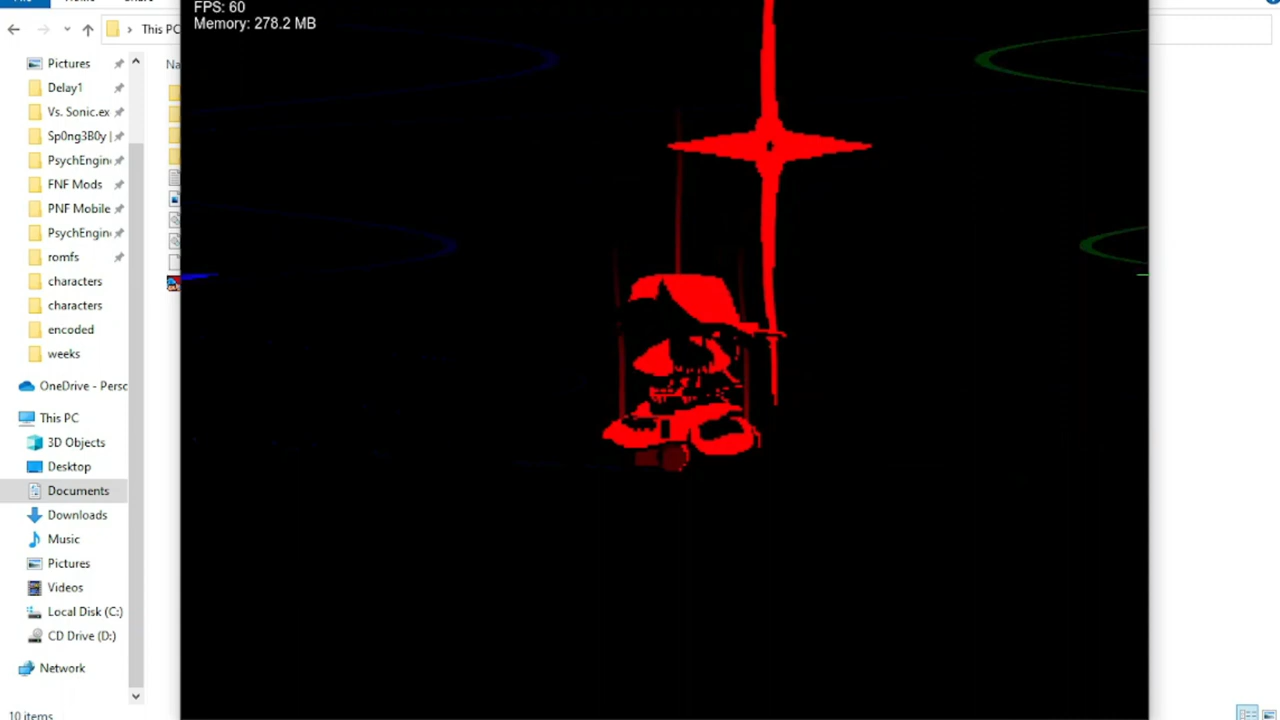 FPS: 60
Memory: 278.2 MB
This PC
Pictures
Delay1
Vs. Sonic.ex
Sp0ng3B0y |
PsychEngin
FNF Mods
PNF Mobile
PsychEngin
romfs
characters
characters
encoded
weeks
OneDrive - Persc
This PC
3D Objects
Desktop
Documents
Downloads
Music
Pictures
Videos
Local Disk (C:)
CD Drive (D:)
Network
10 items
Na